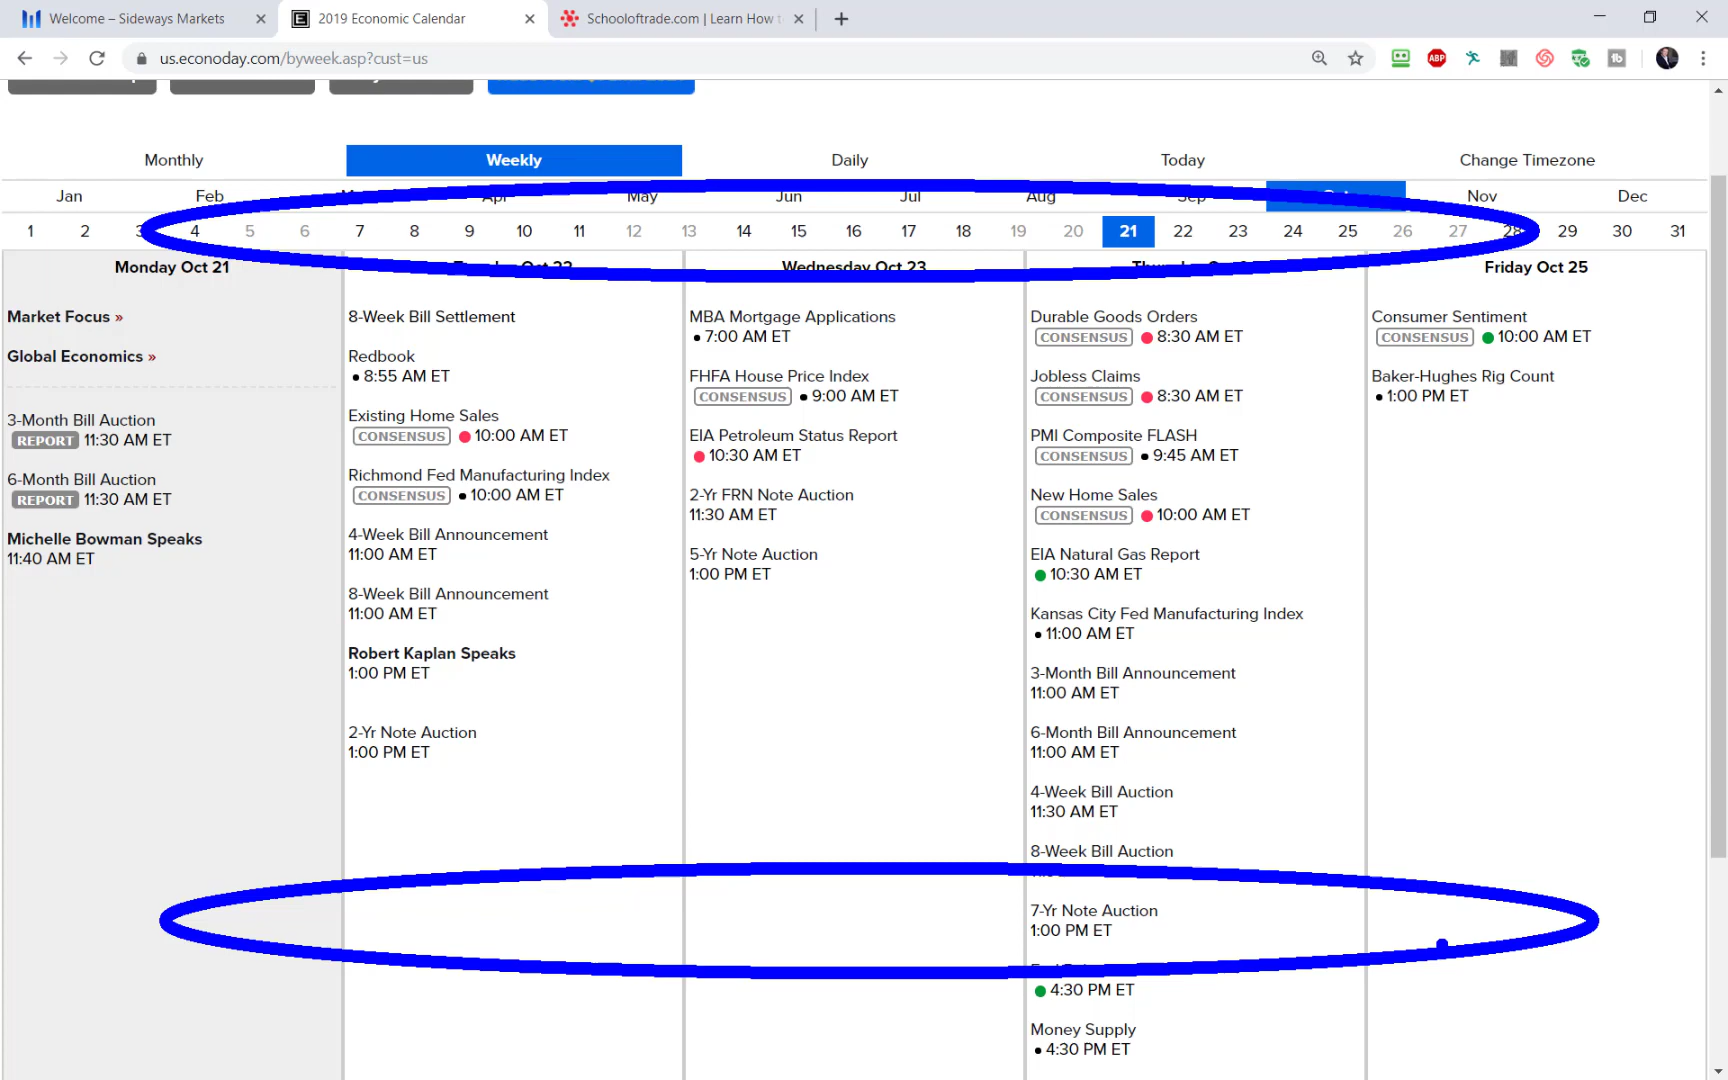 Welcome – Sideways Markets
2019 Economic Calendar
Schooloftrade.com | Learn How t
us.econoday.com/byweek.asp?cust=us
ABP
Monthly Weekly Daily Today Change Timezone
Jan Feb May Jun Jul Aug Sep Nov Dec
1 2 3 4 5 6 7 8 9 10 11 12 13 14 15 16 17 18 19 20 21 22 23 24 25 26 27 28 29 30 31
Monday Oct 21
Market Focus »
Global Economics »
3-Month Bill Auction
REPORT 11:30 AM ET
6-Month Bill Auction
REPORT 11:30 AM ET
Michelle Bowman Speaks
11:40 AM ET
8-Week Bill Settlement
Redbook
• 8:55 AM ET
Existing Home Sales
CONSENSUS 10:00 AM ET
Richmond Fed Manufacturing Index
CONSENSUS • 10:00 AM ET
4-Week Bill Announcement
11:00 AM ET
8-Week Bill Announcement
11:00 AM ET
Robert Kaplan Speaks
1:00 PM ET
2-Yr Note Auction
1:00 PM ET
Wednesday Oct 23
MBA Mortgage Applications
• 7:00 AM ET
FHFA House Price Index
CONSENSUS • 9:00 AM ET
EIA Petroleum Status Report
10:30 AM ET
2-Yr FRN Note Auction
11:30 AM ET
5-Yr Note Auction
1:00 PM ET
Durable Goods Orders
CONSENSUS 8:30 AM ET
Jobless Claims
CONSENSUS 8:30 AM ET
PMI Composite FLASH
CONSENSUS • 9:45 AM ET
New Home Sales
CONSENSUS 10:00 AM ET
EIA Natural Gas Report
10:30 AM ET
Kansas City Fed Manufacturing Index
• 11:00 AM ET
3-Month Bill Announcement
11:00 AM ET
6-Month Bill Announcement
11:00 AM ET
4-Week Bill Auction
11:30 AM ET
8-Week Bill Auction
7-Yr Note Auction
1:00 PM ET
4:30 PM ET
Money Supply
• 4:30 PM ET
Friday Oct 25
Consumer Sentiment
CONSENSUS 10:00 AM ET
Baker-Hughes Rig Count
• 1:00 PM ET